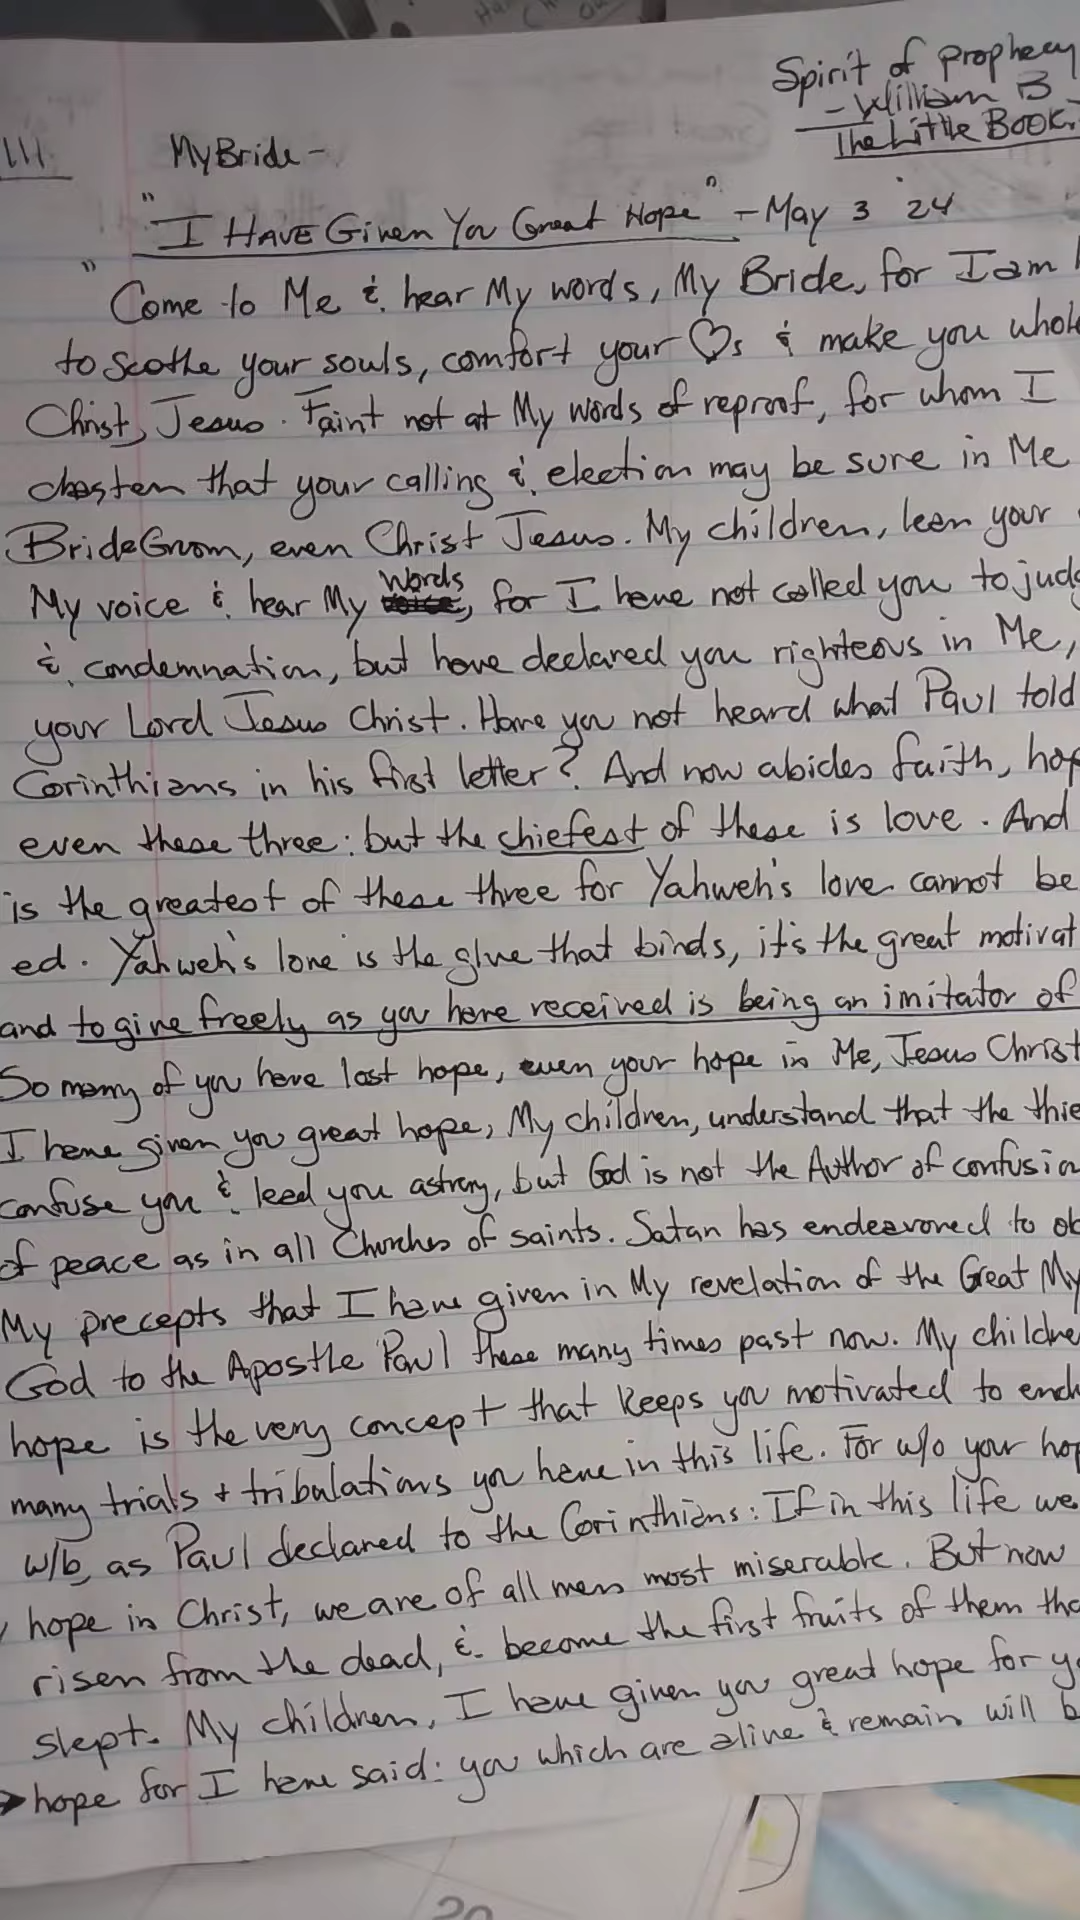 Spirit of Prophecy
- William B -
The Little Book.
111.
My Bride -
"I HAVE Given You Great Hope" - May 3 '24
" Come to Me & hear My words, My Bride, for I am
to soothe your souls, comfort your ♡s & make you whole
Christ, Jesus. Faint not at My words of reproof, for whom I
chasten that your calling & election may be sure in Me
BrideGroom, even Christ Jesus. My children, lean your
My voice & hear My words, for I have not called you to judg
& condemnation, but have declared you righteous in Me,
your Lord Jesus Christ. Have you not heard what Paul told
Corinthians in his first letter? And now abides faith, hop
even these three: but the chiefest of these is love. And
is the greatest of these three for Yahweh's love cannot be
ed. Yahweh's love is the glue that binds, it's the great motivat
and to give freely as you have received is being an imitator of
So many of you have lost hope, even your hope in Me, Jesus Christ
I have given you great hope, My children, understand that the thie
confuse you & lead you astray, but God is not the Author of confusion
of peace as in all Churches of saints. Satan has endeavored to ob
My precepts that I have given in My revelation of the Great My
God to the Apostle Paul these many times past now. My childre
hope is the very concept that keeps you motivated to endu
many trials + tribulations you have in this life. For w/o your hop
w/b, as Paul declared to the Corinthians: If in this life we
hope in Christ, we are of all men most miserable. But now
risen from the dead, & become the first fruits of them tha
slept. My children, I have given you great hope for yo
→ hope for I have said: you which are alive & remain will b
20